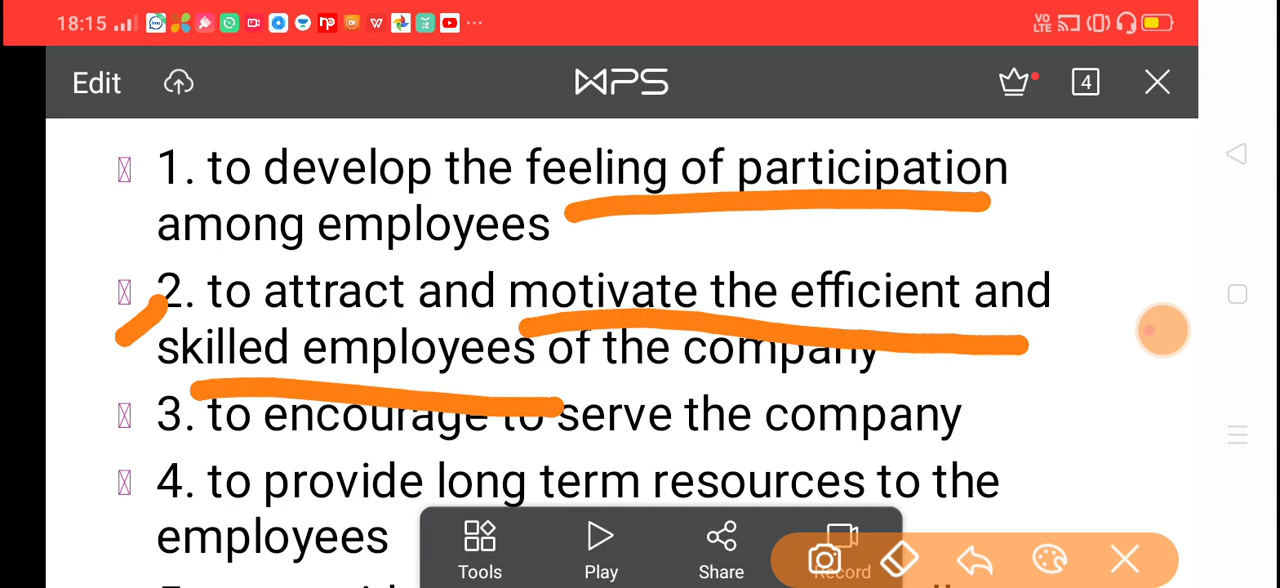 18:15
VO
LTE
Edit
WPS
4
1. to develop the feeling of participation
among employees
2. to attract and motivate the efficient and
skilled employees of the company
3. to encourage to serve the company
4. to provide long term resources to the
employees
Tools Play Share Record